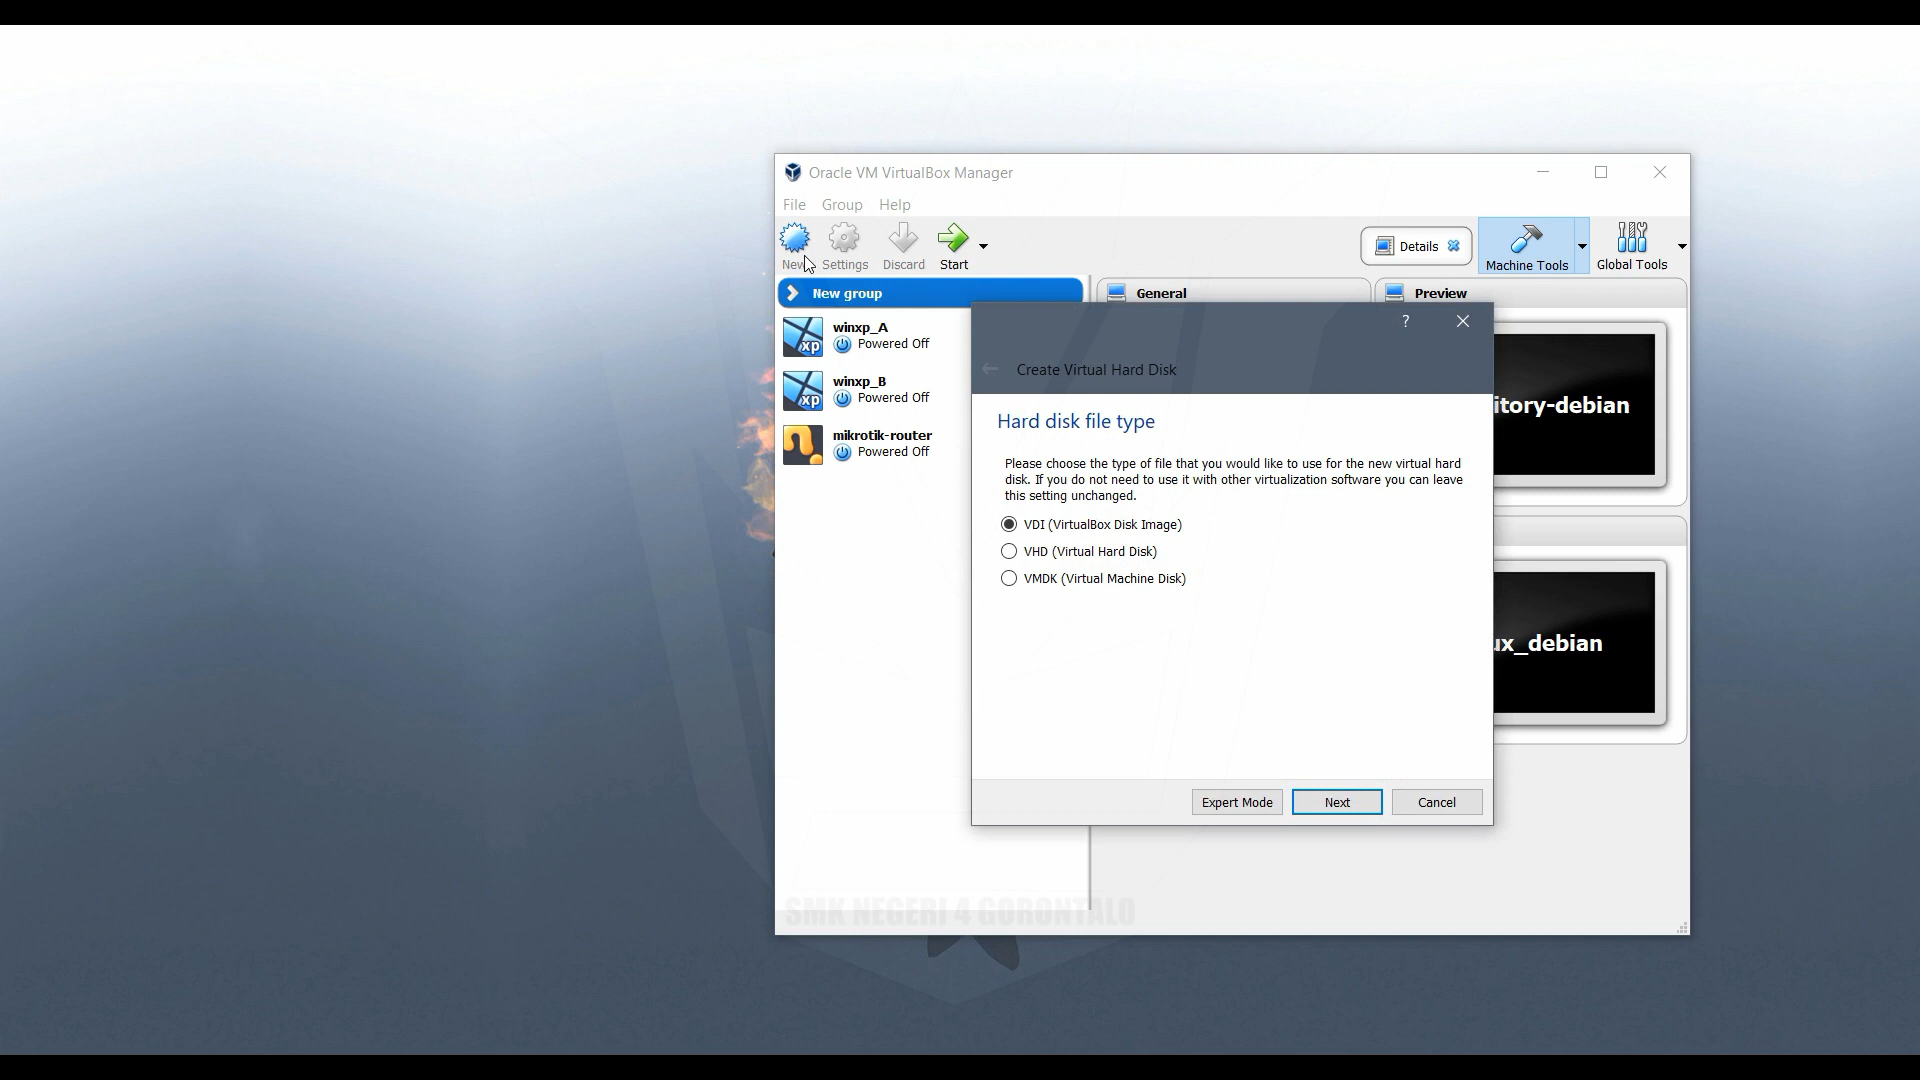 Oracle VM VirtualBox Manager
File Group Help
New Settings Discard Start
Details
Machine Tools
Global Tools
New group
General
Preview
winxp_A
Powered Off
winxp_B
Powered Off
mikrotik-router
Powered Off
xp
xp
?
Create Virtual Hard Disk
Hard disk file type
Please choose the type of file that you would like to use for the new virtual hard
disk. If you do not need to use it with other virtualization software you can leave
this setting unchanged.
VDI (VirtualBox Disk Image)
VHD (Virtual Hard Disk)
VMDK (Virtual Machine Disk)
Expert Mode Next Cancel
itory-debian
ux_debian
SMK NEGERI 4 GORONTALO